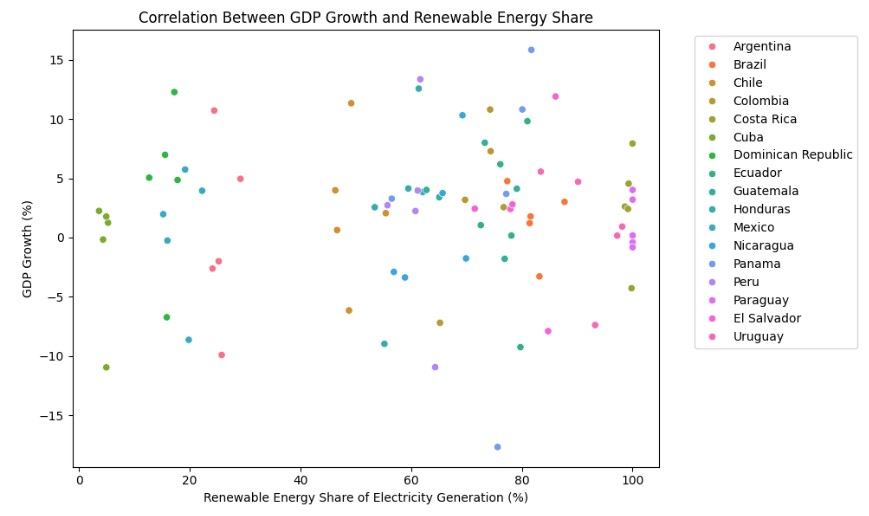 Correlation Between GDP Growth and Renewable Energy Share
15
10
5
0
−5
−10
−15
GDP Growth (%)
0 20 40 60 80 100
Renewable Energy Share of Electricity Generation (%)
Argentina
Brazil
Chile
Colombia
Costa Rica
Cuba
Dominican Republic
Ecuador
Guatemala
Honduras
Mexico
Nicaragua
Panama
Peru
Paraguay
El Salvador
Uruguay